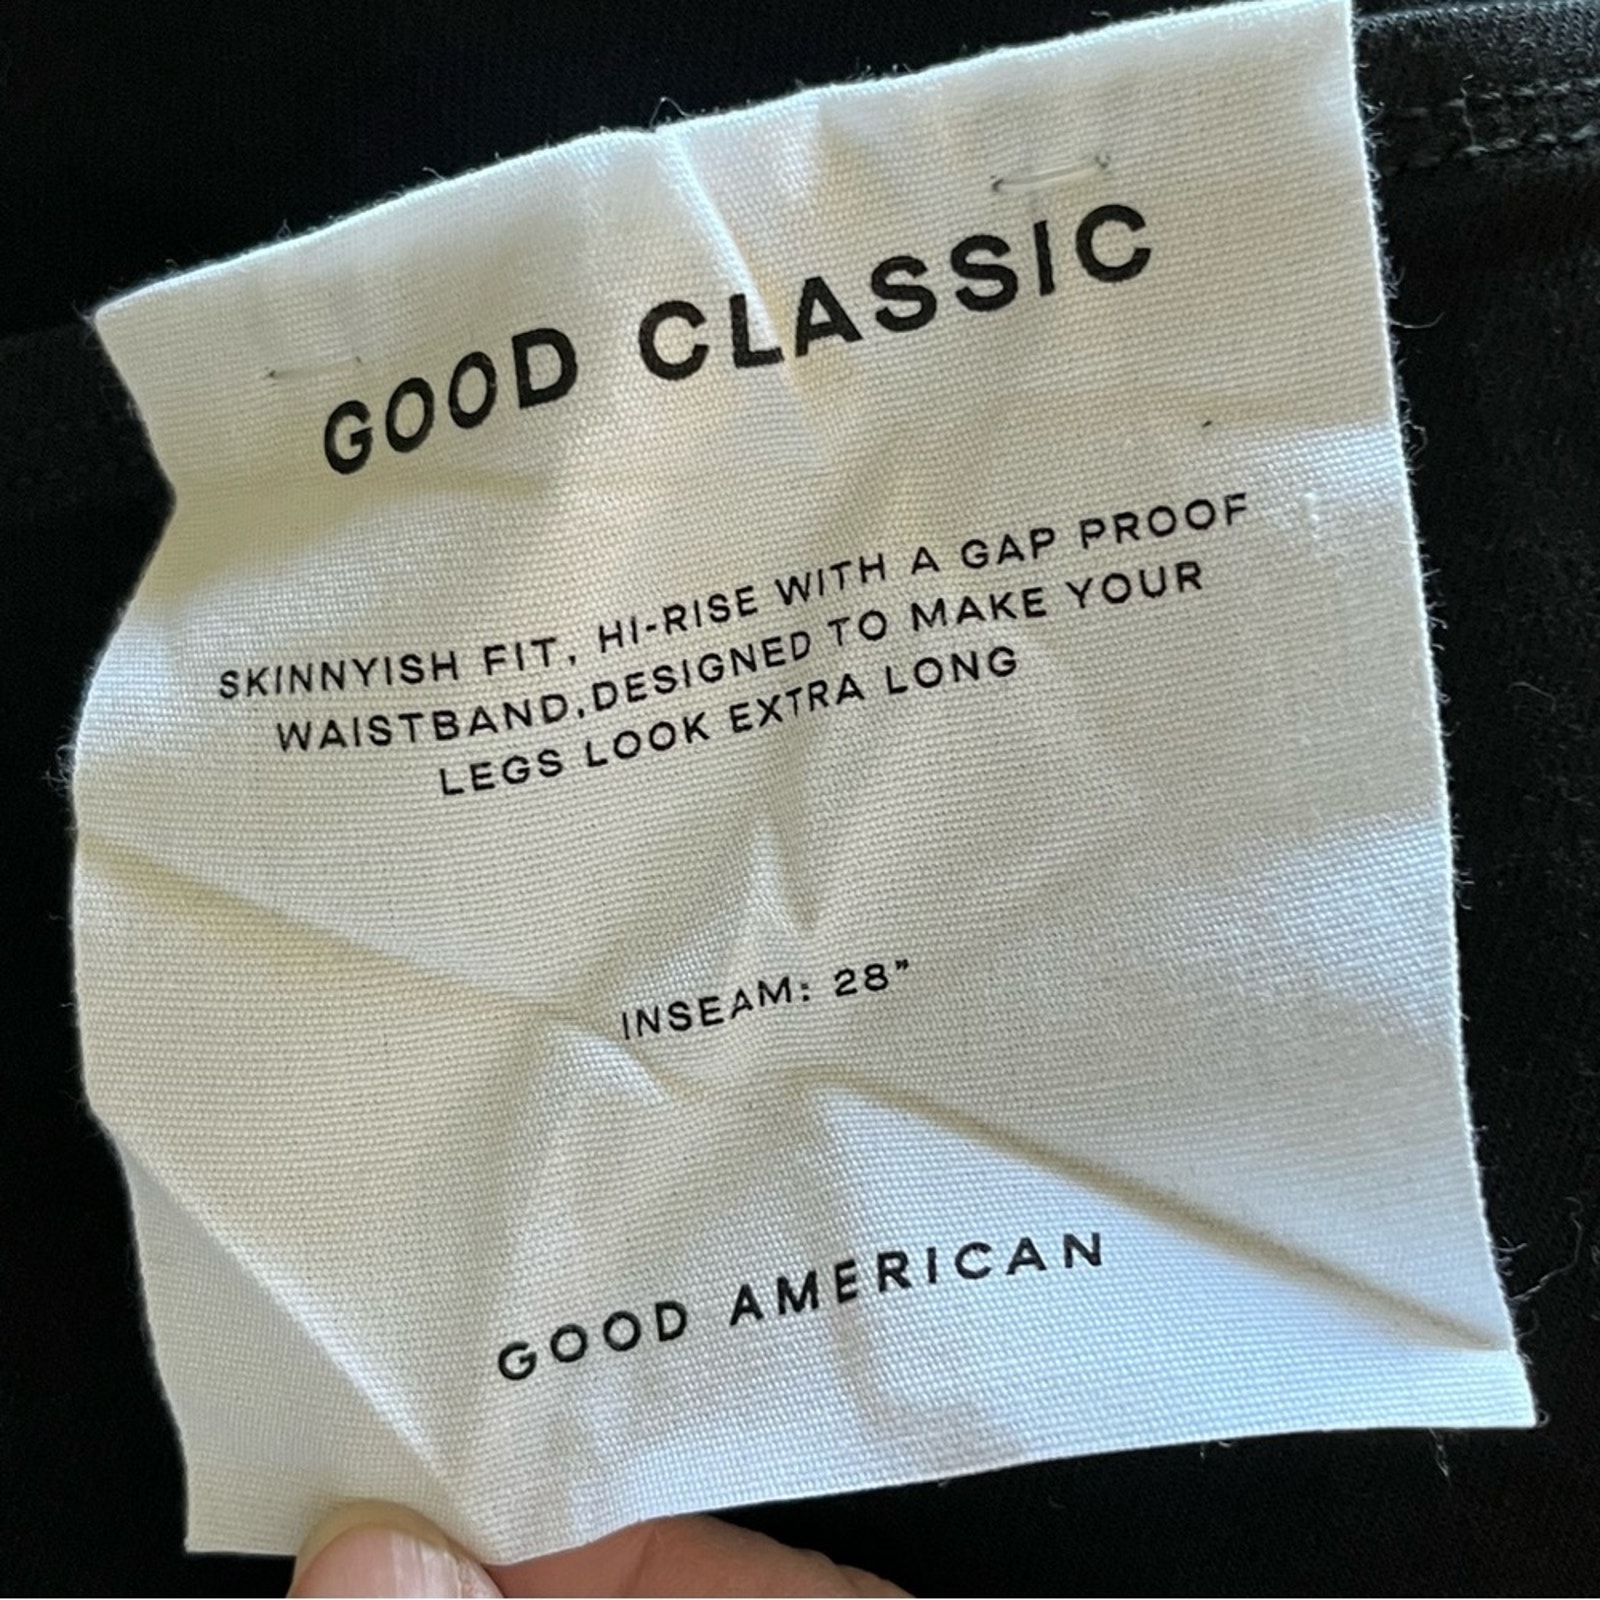 GOOD CLASSIC
SKINNYISH FIT, HI-RISE WITH A GAP PROOF
WAISTBAND,DESIGNED TO MAKE YOUR
LEGS LOOK EXTRA LONG
INSEAM: 28"
GOOD AMERICAN